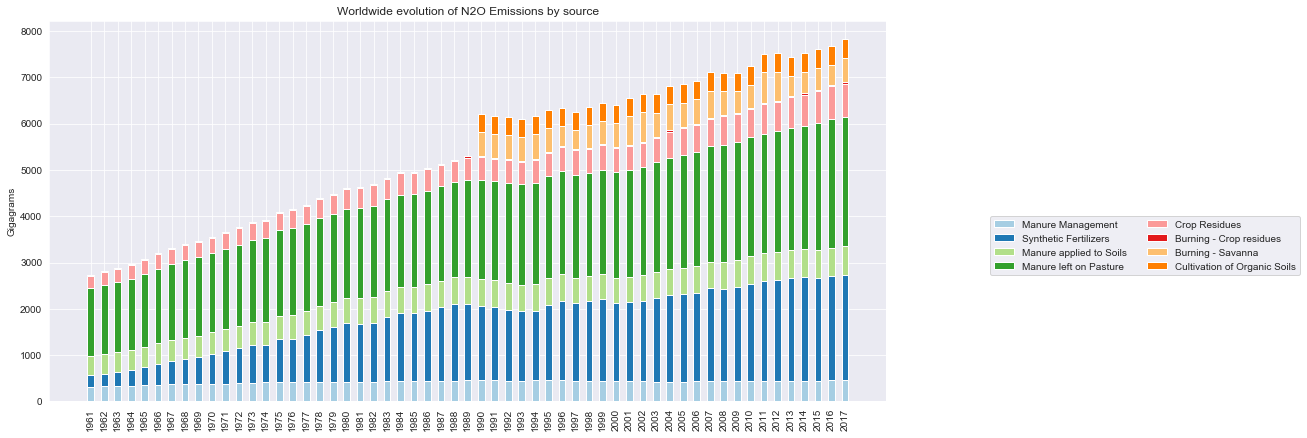 Worldwide evolution of N2O Emissions by source
Gigagrams
8000
7000
6000
5000
4000
3000
2000
1000
0
1961 1962 1963 1964 1965 1966 1967 1968 1969 1970 1971 1972 1973 1974 1975 1976 1977 1978 1979 1980 1981 1982 1983 1984 1985 1986 1987 1988 1989 1990 1991 1992 1993 1994 1995 1996 1997 1998 1999 2000 2001 2002 2003 2004 2005 2006 2007 2008 2009 2010 2011 2012 2013 2014 2015 2016 2017
Manure Management
Synthetic Fertilizers
Manure applied to Soils
Manure left on Pasture
Crop Residues
Burning - Crop residues
Burning - Savanna
Cultivation of Organic Soils